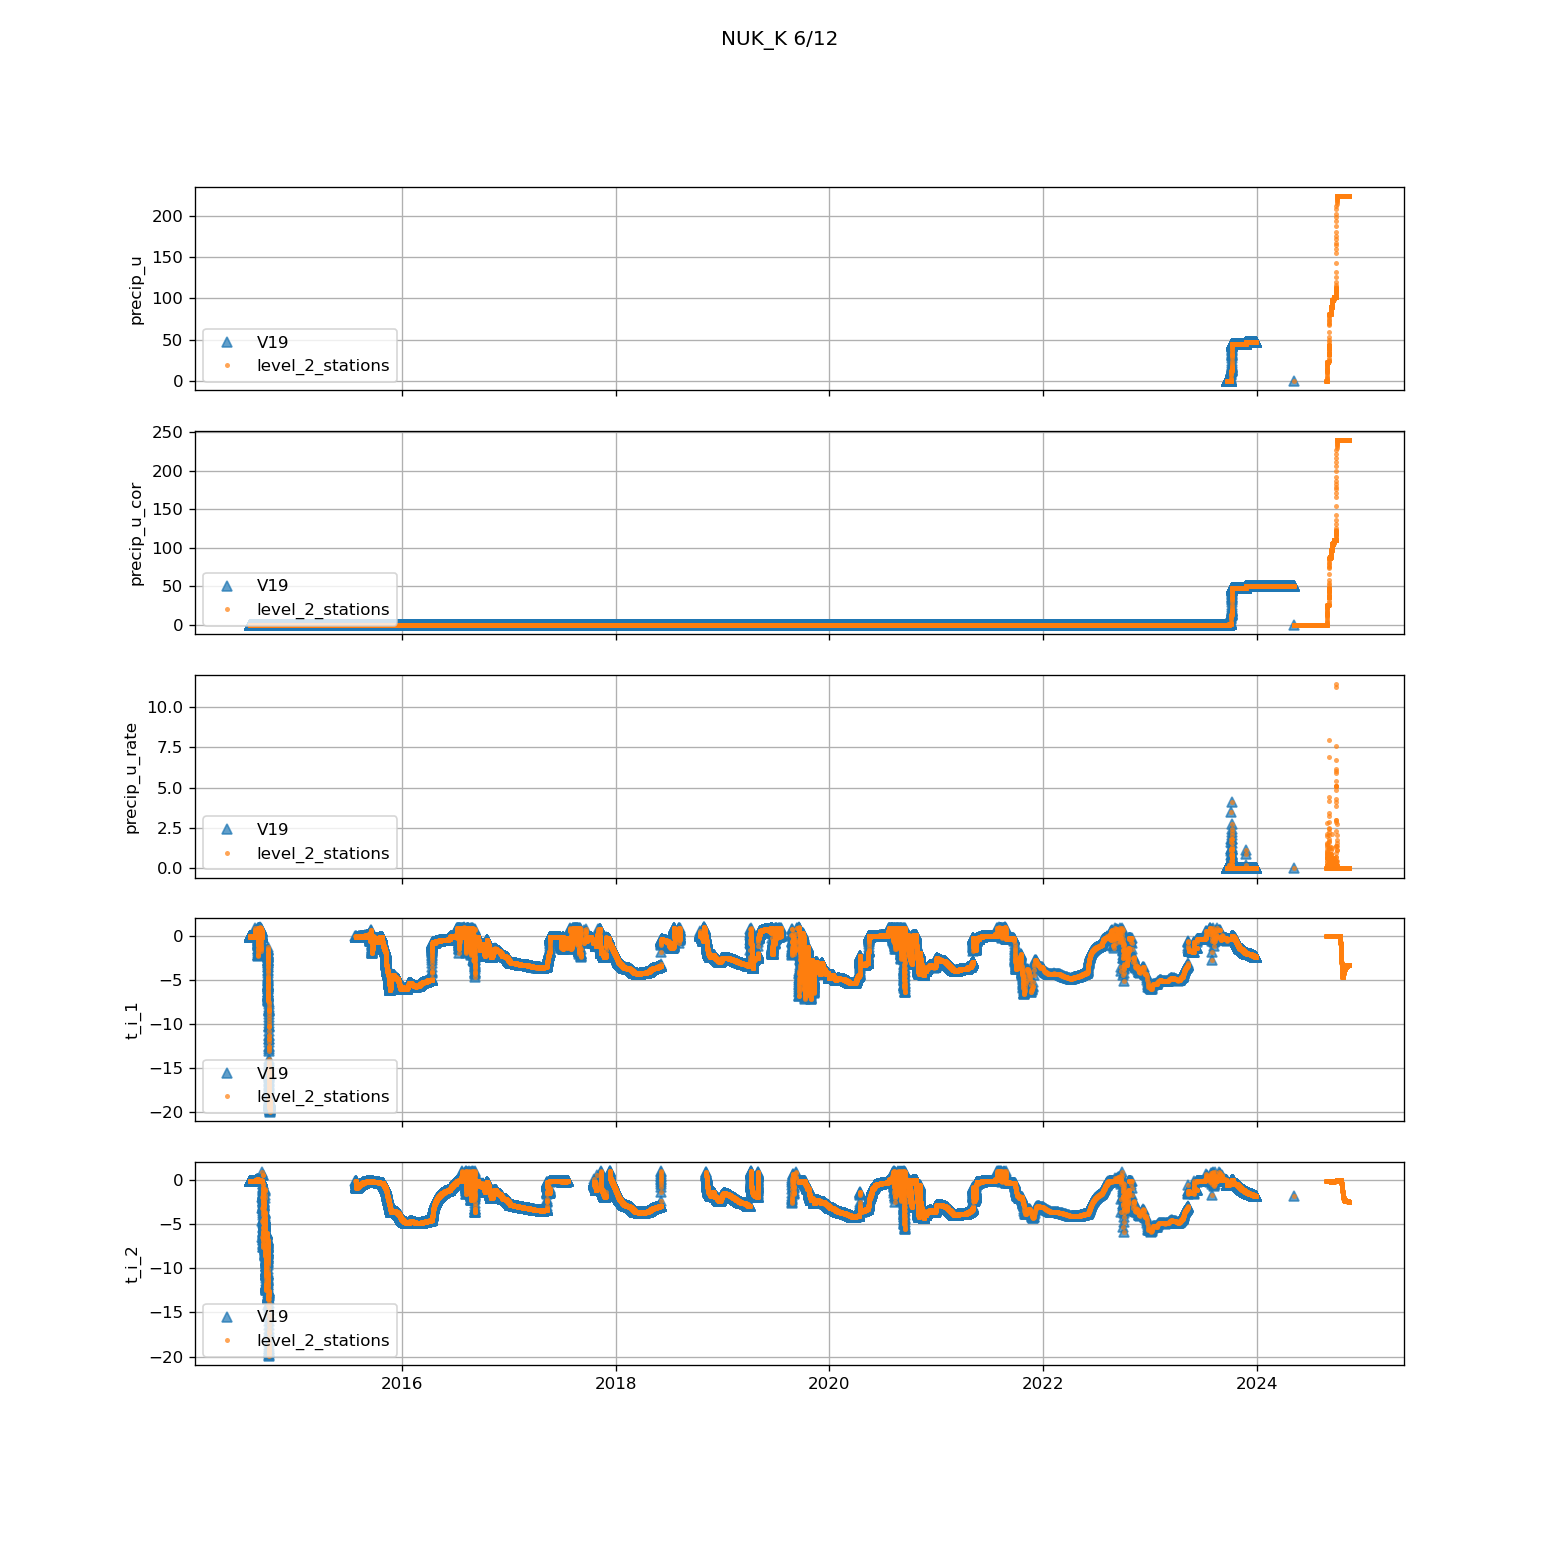 NUK_K 6/12
200
150
100
50
0
precip_u
V19
level_2_stations
250
200
150
100
50
0
precip_u_cor
V19
level_2_stations
10.0
7.5
5.0
2.5
0.0
precip_u_rate
V19
level_2_stations
0
−5
−10
−15
−20
t_i_1
V19
level_2_stations
0
−5
−10
−15
−20
t_i_2
V19
level_2_stations
2016 2018 2020 2022 2024